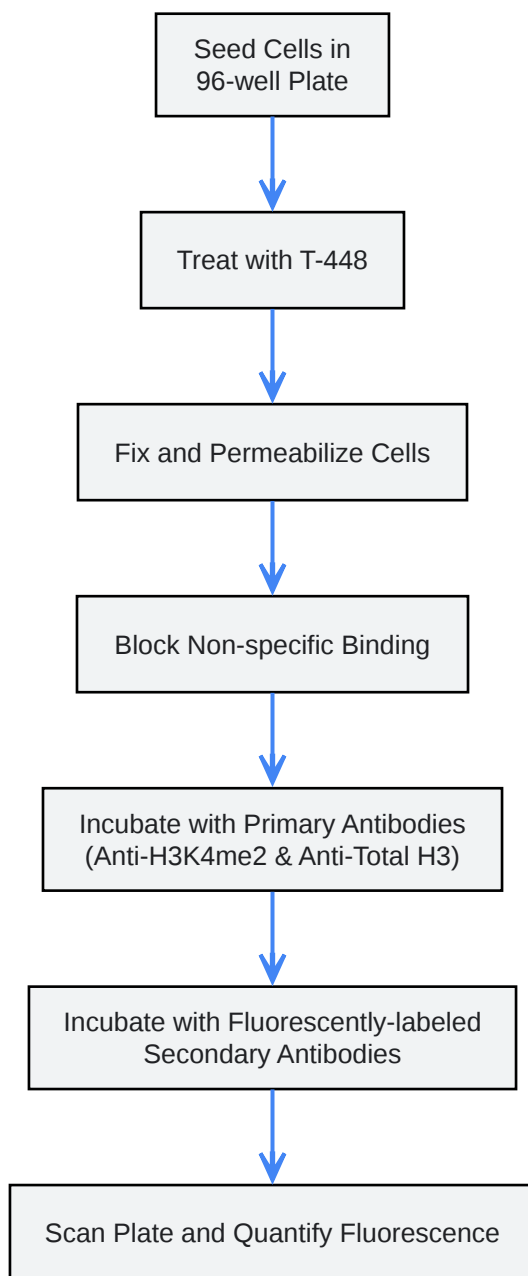 Seed Cells in
96-well Plate
Treat with T-448
Fix and Permeabilize Cells
Block Non-specific Binding
Incubate with Primary Antibodies
(Anti-H3K4me2 & Anti-Total H3)
Incubate with Fluorescently-labeled
Secondary Antibodies
Scan Plate and Quantify Fluorescence